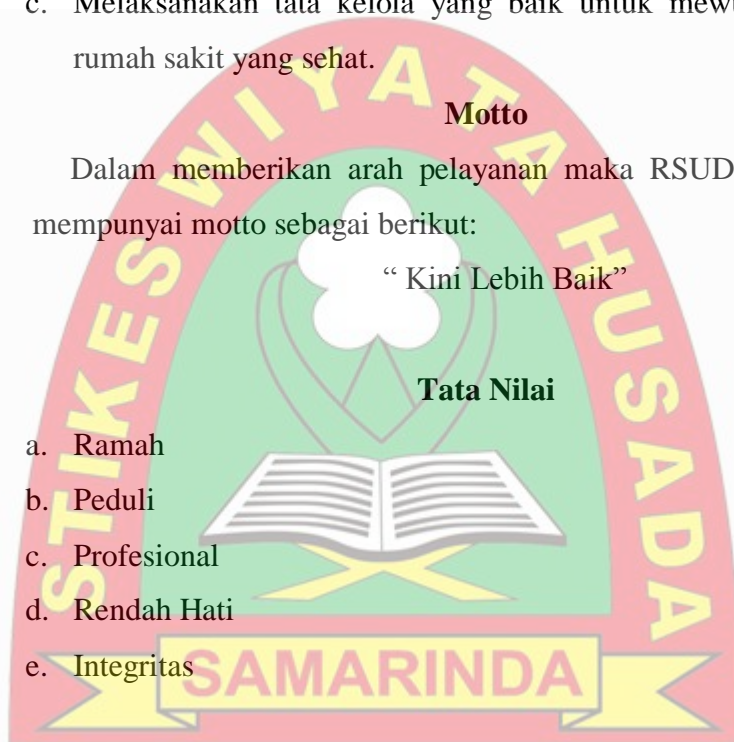 c. Melaksanakan tata kelola yang baik untuk
rumah sakit yang sehat.
Motto
Dalam memberikan arah pelayanan maka RSUD
mempunyai motto sebagai berikut:
“ Kini Lebih Baik”
Tata Nilai
a. Ramah
b. Peduli
c. Profesional
d. Rendah Hati
e. Integritas
STIKES WIYATA HUSADA
SAMARINDA